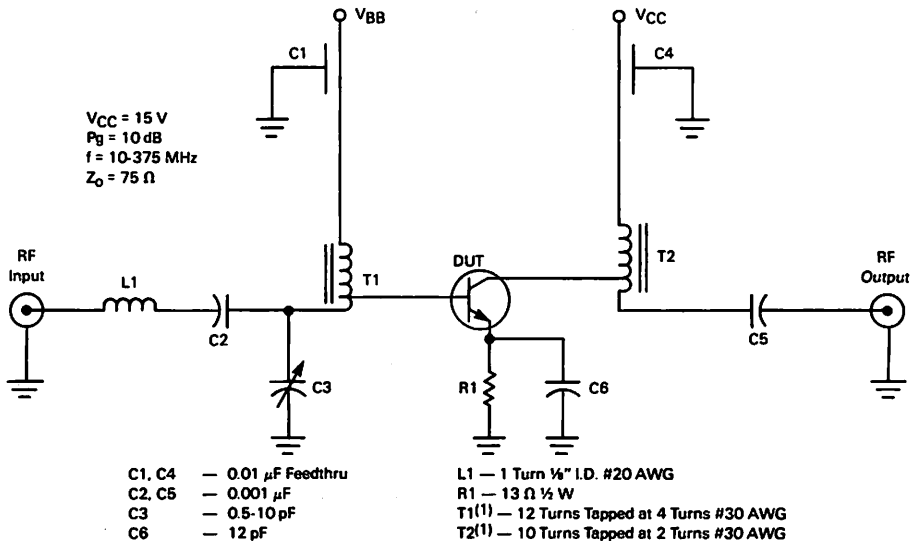 VBB
VCC
C1
C4
VCC = 15 V
Pg = 10 dB
f = 10-375 MHz
Zo = 75 Ω
RF
Input
L1
T1
DUT
T2
RF
Output
C2
C5
C3
R1
C6
C1, C4 — 0.01 μF Feedthru
C2, C5 — 0.001 μF
C3 — 0.5-10 pF
C6 — 12 pF
L1 — 1 Turn ⅛" I.D. #20 AWG
R1 — 13 Ω ½ W
T1(1) — 12 Turns Tapped at 4 Turns #30 AWG
T2(1) — 10 Turns Tapped at 2 Turns #30 AWG